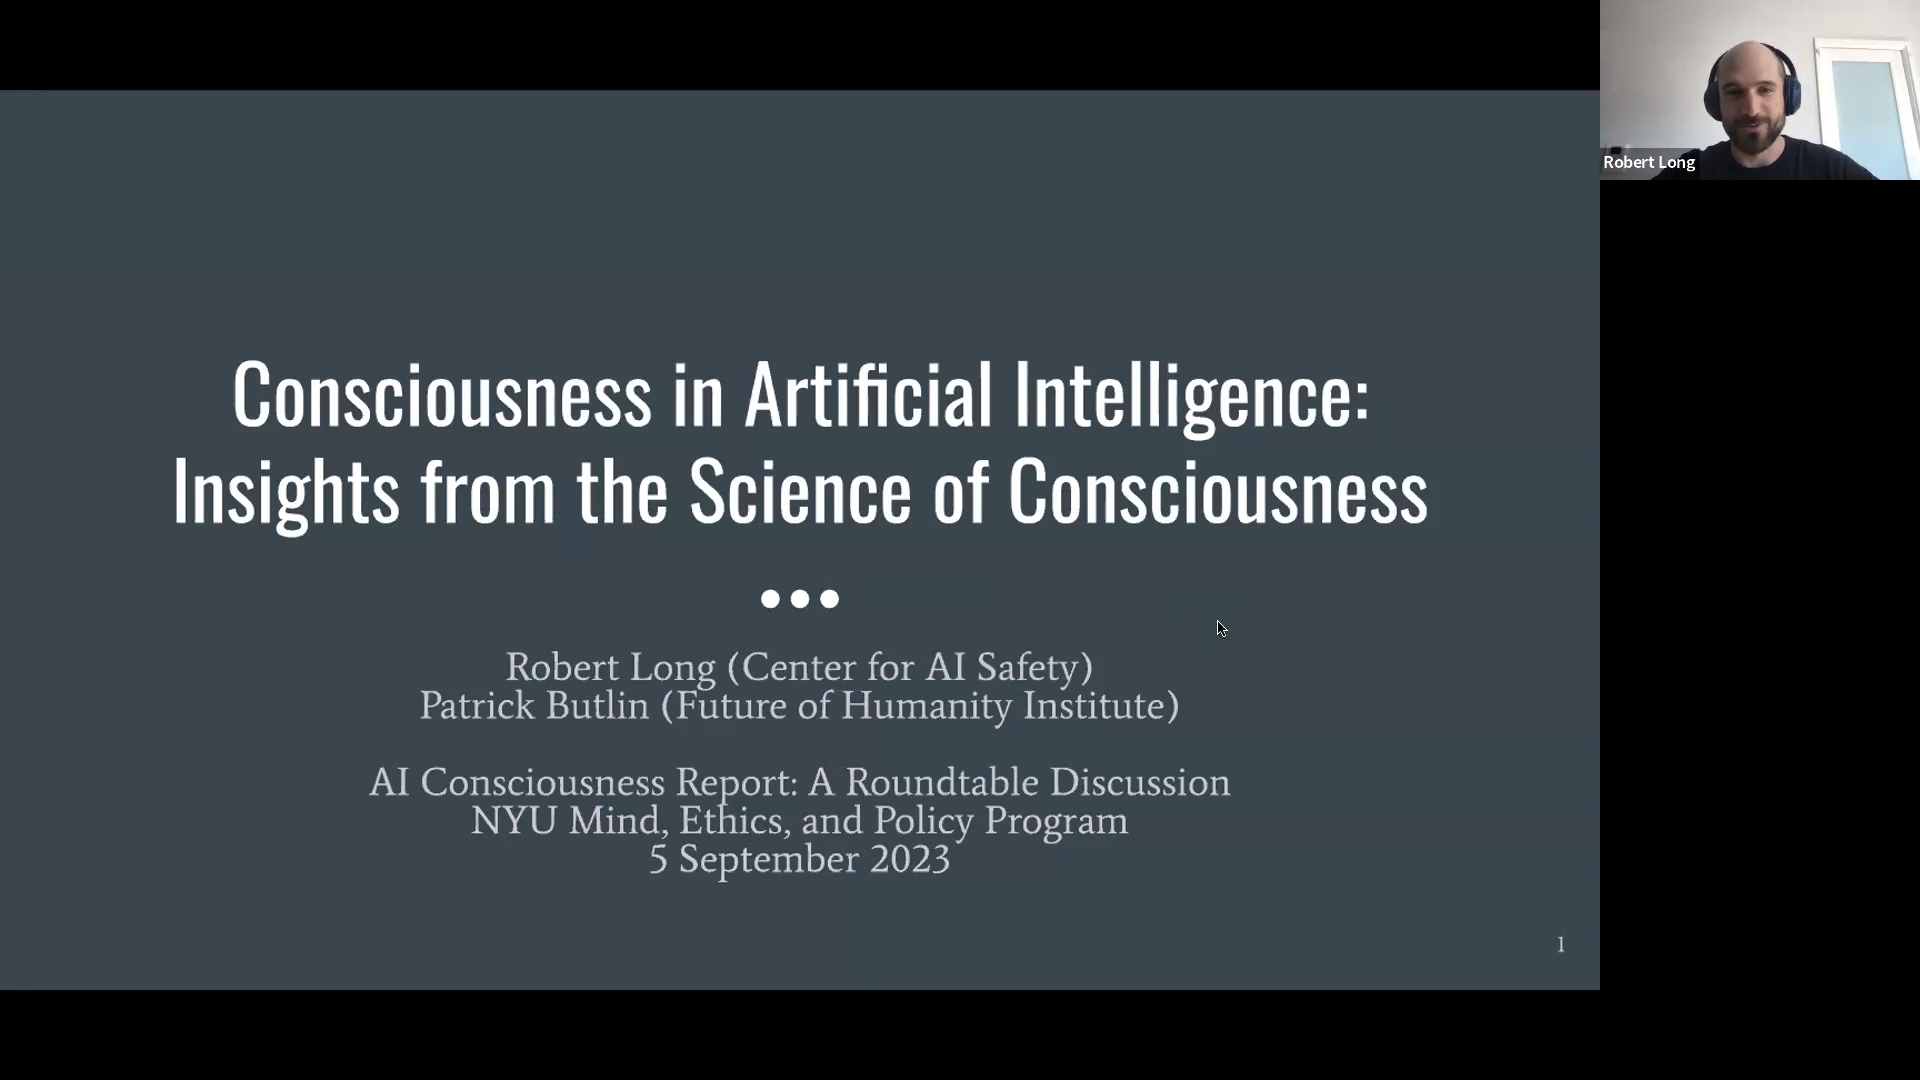 Consciousness in Artificial Intelligence:
Insights from the Science of Consciousness
Robert Long (Center for AI Safety)
Patrick Butlin (Future of Humanity Institute)
AI Consciousness Report: A Roundtable Discussion
NYU Mind, Ethics, and Policy Program
5 September 2023
1
Robert Long